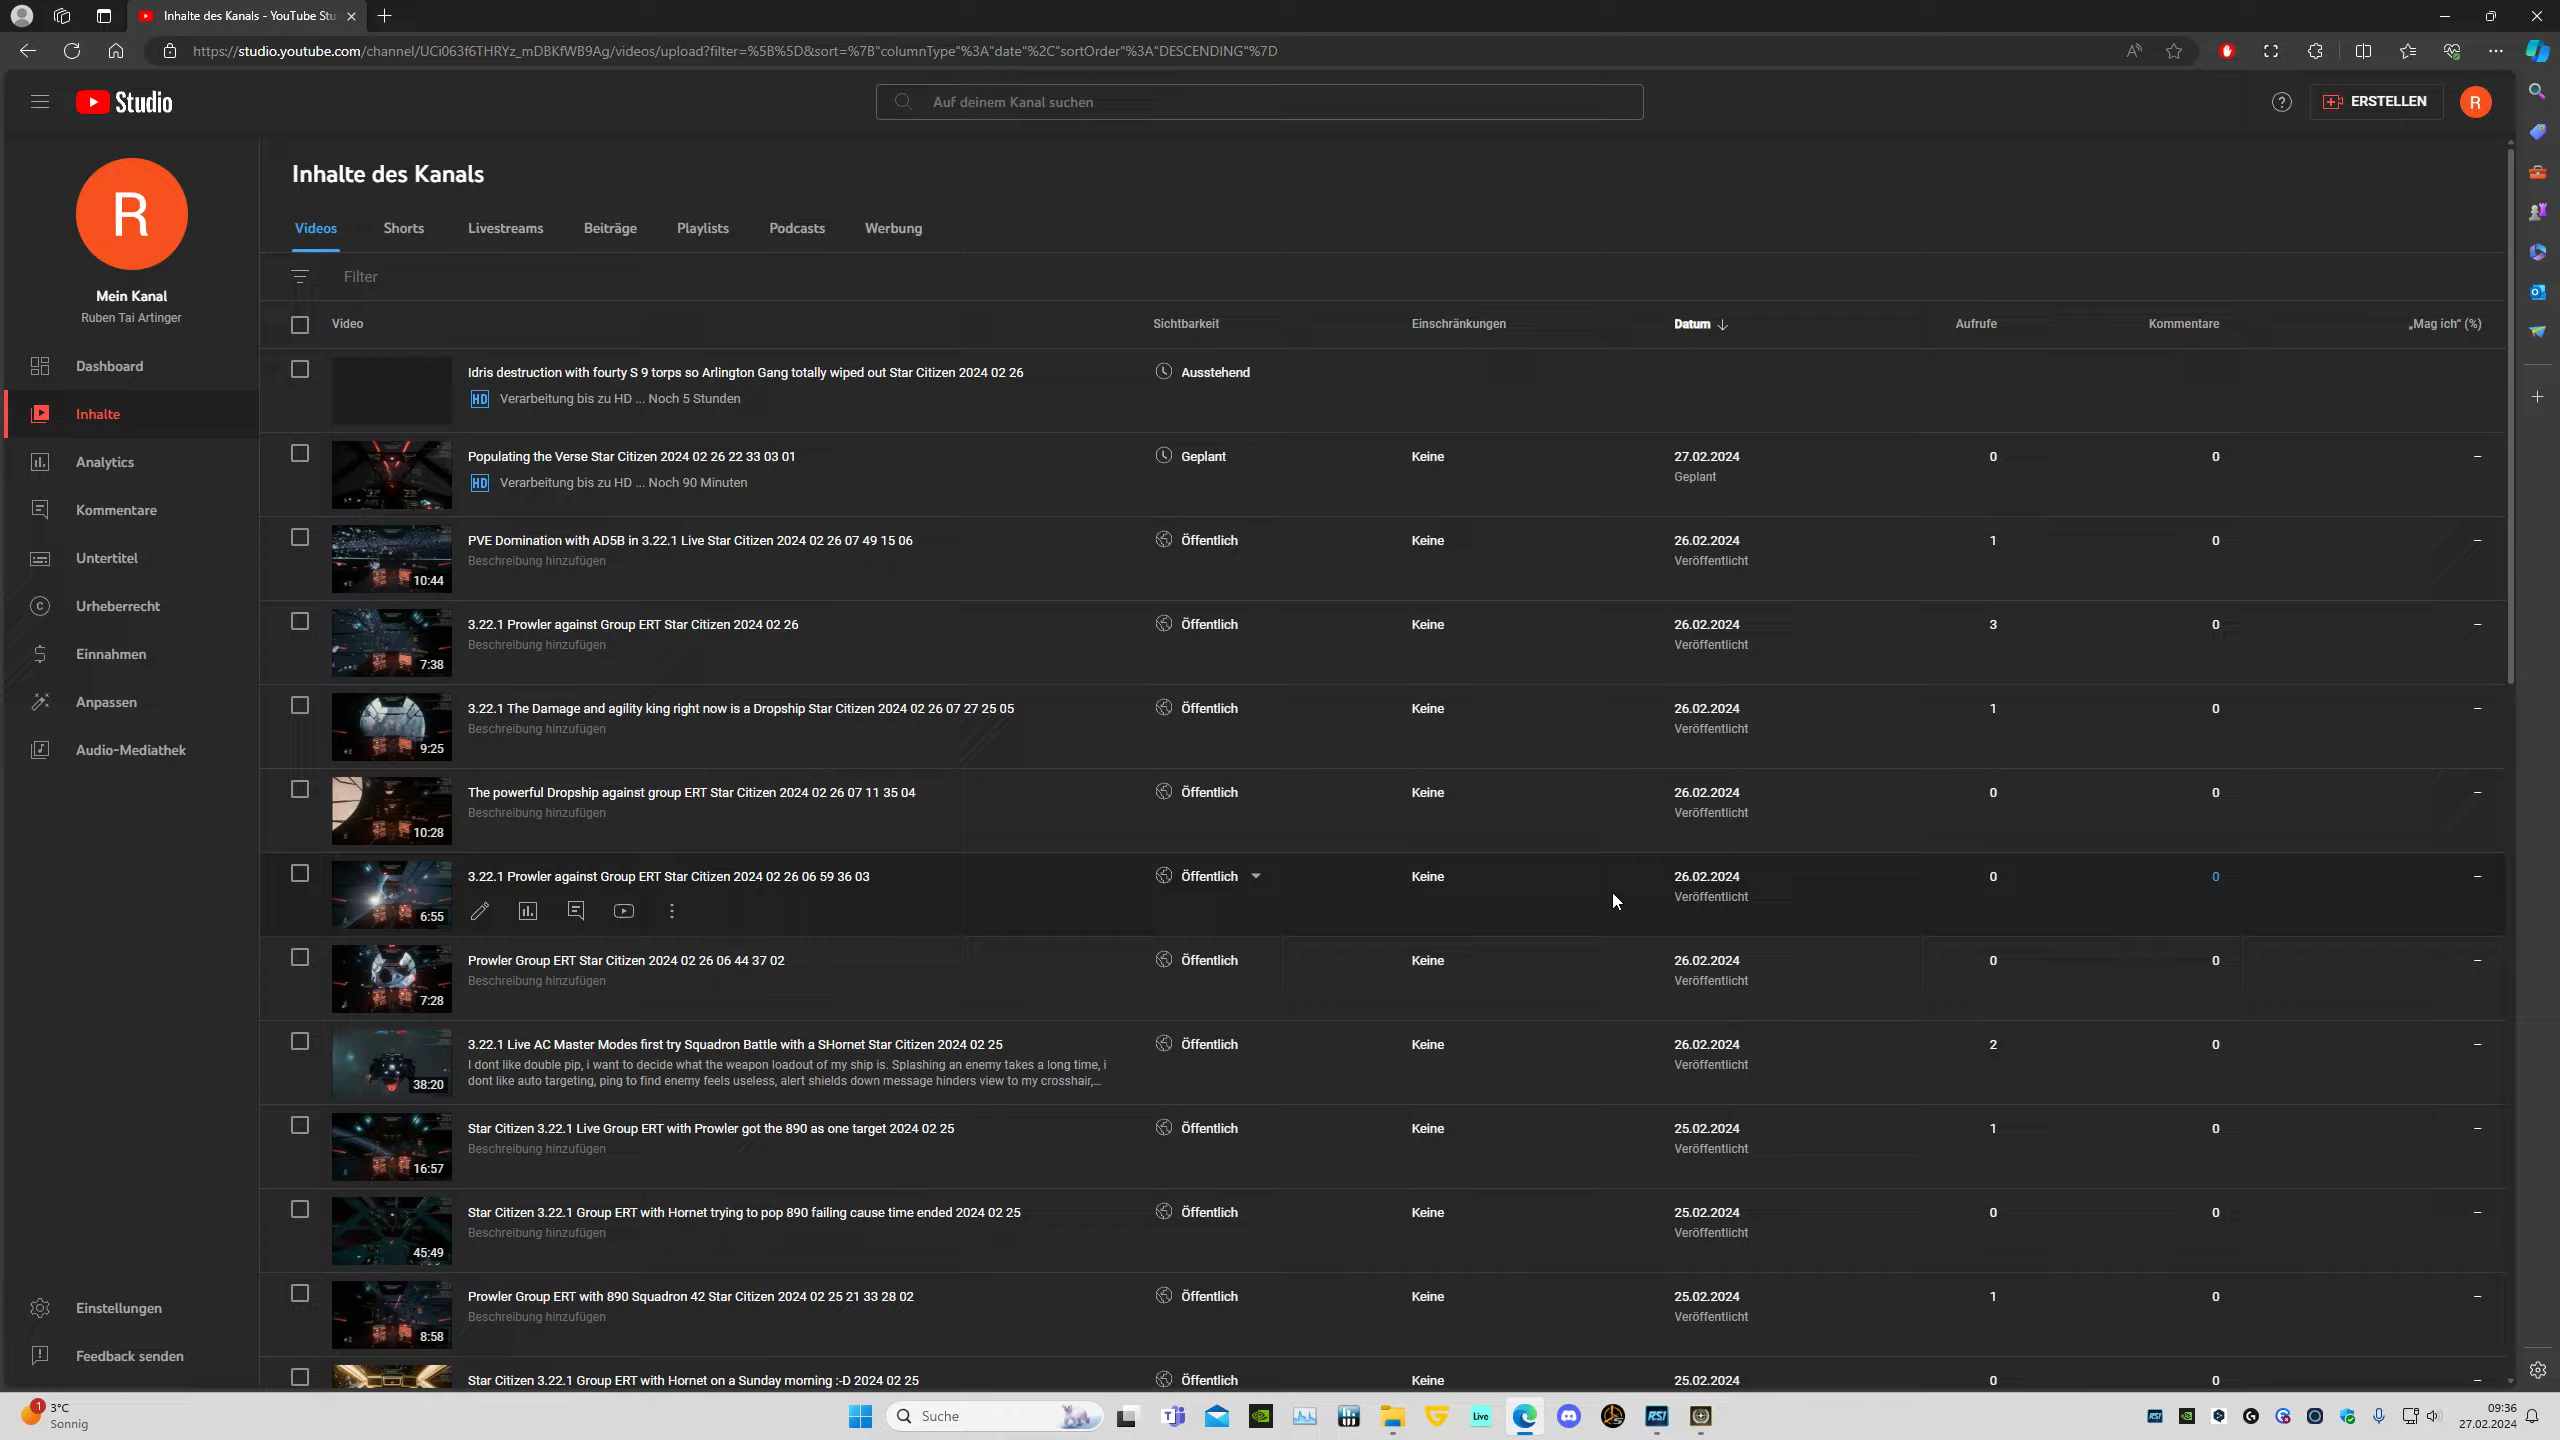 Inhalte des Kanals - YouTube Stu
https://studio.youtube.com/channel/UCi063f6THRYz_mDBKfWB9Ag/videos/upload?filter=%5B%5D&sort=%7B"columnType"%3A"date"%2C"sortOrder"%3A"DESCENDING"%7D
Studio
Auf deinem Kanal suchen
ERSTELLEN
R
R
Mein Kanal
Ruben Tai Artinger
Dashboard
Inhalte
Analytics
Kommentare
Untertitel
Urheberrecht
Einnahmen
Anpassen
Audio-Mediathek
Einstellungen
Feedback senden
Inhalte des Kanals
Videos Shorts Livestreams Beiträge Playlists Podcasts Werbung
Filter
Video Sichtbarkeit Einschränkungen Datum Aufrufe Kommentare „Mag ich“ (%)
Idris destruction with fourty S 9 torps so Arlington Gang totally wiped out Star Citizen 2024 02 26 Ausstehend
HD Verarbeitung bis zu HD ... Noch 5 Stunden
Populating the Verse Star Citizen 2024 02 26 22 33 03 01 Geplant Keine 27.02.2024 0 0 –
HD Verarbeitung bis zu HD ... Noch 90 Minuten Geplant
PVE Domination with AD5B in 3.22.1 Live Star Citizen 2024 02 26 07 49 15 06 Öffentlich Keine 26.02.2024 1 0 –
10:44 Beschreibung hinzufügen Veröffentlicht
3.22.1 Prowler against Group ERT Star Citizen 2024 02 26 Öffentlich Keine 26.02.2024 3 0 –
7:38 Beschreibung hinzufügen Veröffentlicht
3.22.1 The Damage and agility king right now is a Dropship Star Citizen 2024 02 26 07 27 25 05 Öffentlich Keine 26.02.2024 1 0 –
9:25 Beschreibung hinzufügen Veröffentlicht
The powerful Dropship against group ERT Star Citizen 2024 02 26 07 11 35 04 Öffentlich Keine 26.02.2024 0 0 –
10:28 Beschreibung hinzufügen Veröffentlicht
3.22.1 Prowler against Group ERT Star Citizen 2024 02 26 06 59 36 03 Öffentlich Keine 26.02.2024 0 0 –
6:55 Veröffentlicht
Prowler Group ERT Star Citizen 2024 02 26 06 44 37 02 Öffentlich Keine 26.02.2024 0 0 –
7:28 Beschreibung hinzufügen Veröffentlicht
3.22.1 Live AC Master Modes first try Squadron Battle with a SHornet Star Citizen 2024 02 25 Öffentlich Keine 26.02.2024 2 0 –
I dont like double pip, i want to decide what the weapon loadout of my ship is. Splashing an enemy takes a long time, i Veröffentlicht
38:20 dont like auto targeting, ping to find enemy feels useless, alert shields down message hinders view to my crosshair,...
Star Citizen 3.22.1 Live Group ERT with Prowler got the 890 as one target 2024 02 25 Öffentlich Keine 25.02.2024 1 0 –
16:57 Beschreibung hinzufügen Veröffentlicht
Star Citizen 3.22.1 Group ERT with Hornet trying to pop 890 failing cause time ended 2024 02 25 Öffentlich Keine 25.02.2024 0 0 –
45:49 Beschreibung hinzufügen Veröffentlicht
Prowler Group ERT with 890 Squadron 42 Star Citizen 2024 02 25 21 33 28 02 Öffentlich Keine 25.02.2024 1 0 –
8:58 Beschreibung hinzufügen Veröffentlicht
Star Citizen 3.22.1 Group ERT with Hornet on a Sunday morning :-D 2024 02 25 Öffentlich Keine 25.02.2024 0 0 –
1 3°C
Sonnig
Suche
Live
RSI
RSI
09:36
27.02.2024